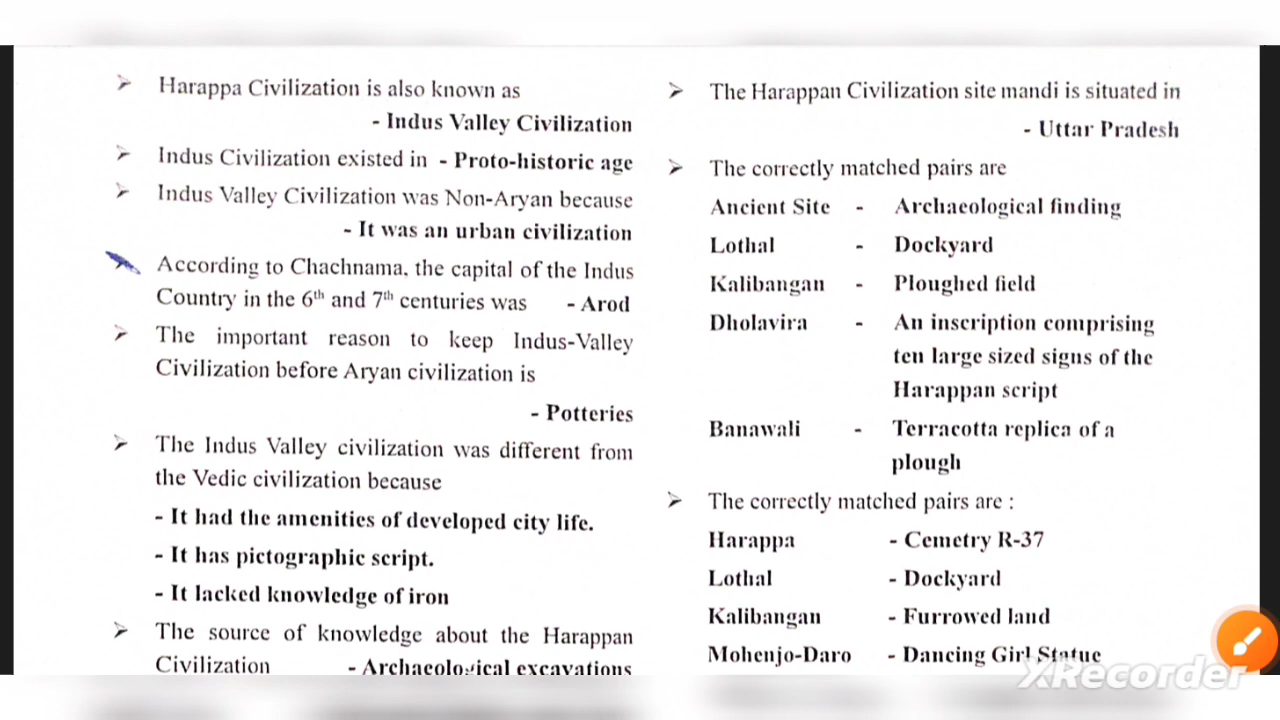 Harappa Civilization is also known as
- Indus Valley Civilization
Indus Civilization existed in - Proto-historic age
Indus Valley Civilization was Non-Aryan because
- It was an urban civilization
According to Chachnama, the capital of the Indus
Country in the 6th and 7th centuries was - Arod
The important reason to keep Indus-Valley
Civilization before Aryan civilization is
- Potteries
The Indus Valley civilization was different from
the Vedic civilization because
- It had the amenities of developed city life.
- It has pictographic script.
- It lacked knowledge of iron
The source of knowledge about the Harappan
Civilization - Archaeological excavations
The Harappan Civilization site mandi is situated in
- Uttar Pradesh
The correctly matched pairs are
Ancient Site - Archaeological finding
Lothal - Dockyard
Kalibangan - Ploughed field
Dholavira - An inscription comprising
ten large sized signs of the
Harappan script
Banawali - Terracotta replica of a
plough
The correctly matched pairs are :
Harappa - Cemetry R-37
Lothal - Dockyard
Kalibangan - Furrowed land
Mohenjo-Daro - Dancing Girl Statue
XRecorder